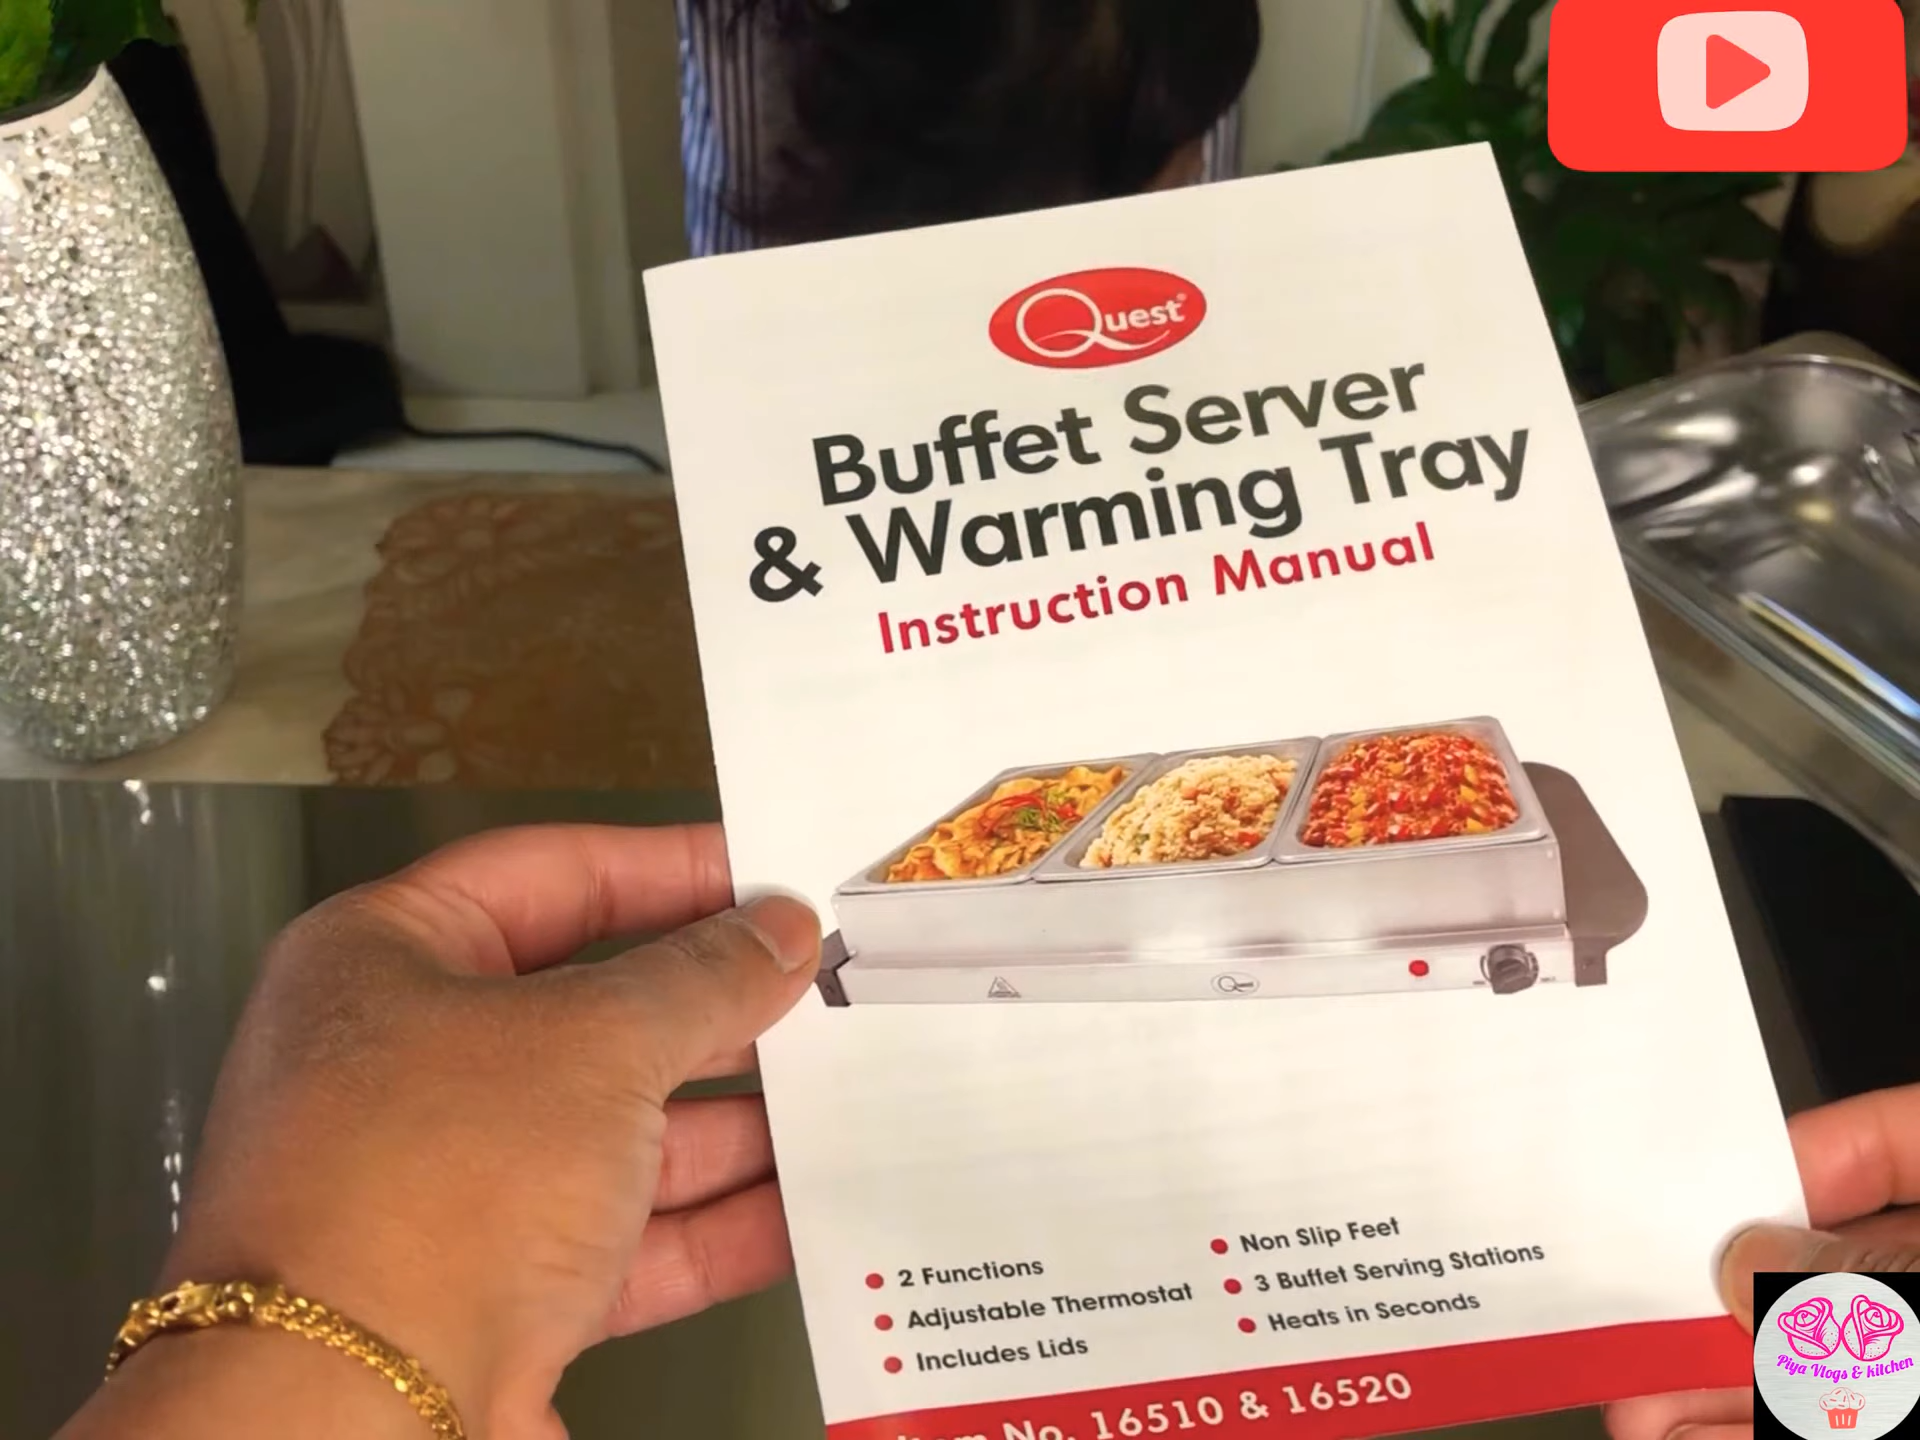 Quest
Buffet Server
& Warming Tray
Instruction Manual
Quest
2 Functions
Adjustable Thermostat
Includes Lids
Non Slip Feet
3 Buffet Serving Stations
Heats in Seconds
No. 16510 & 16520
Piya Vlogs & kitchen